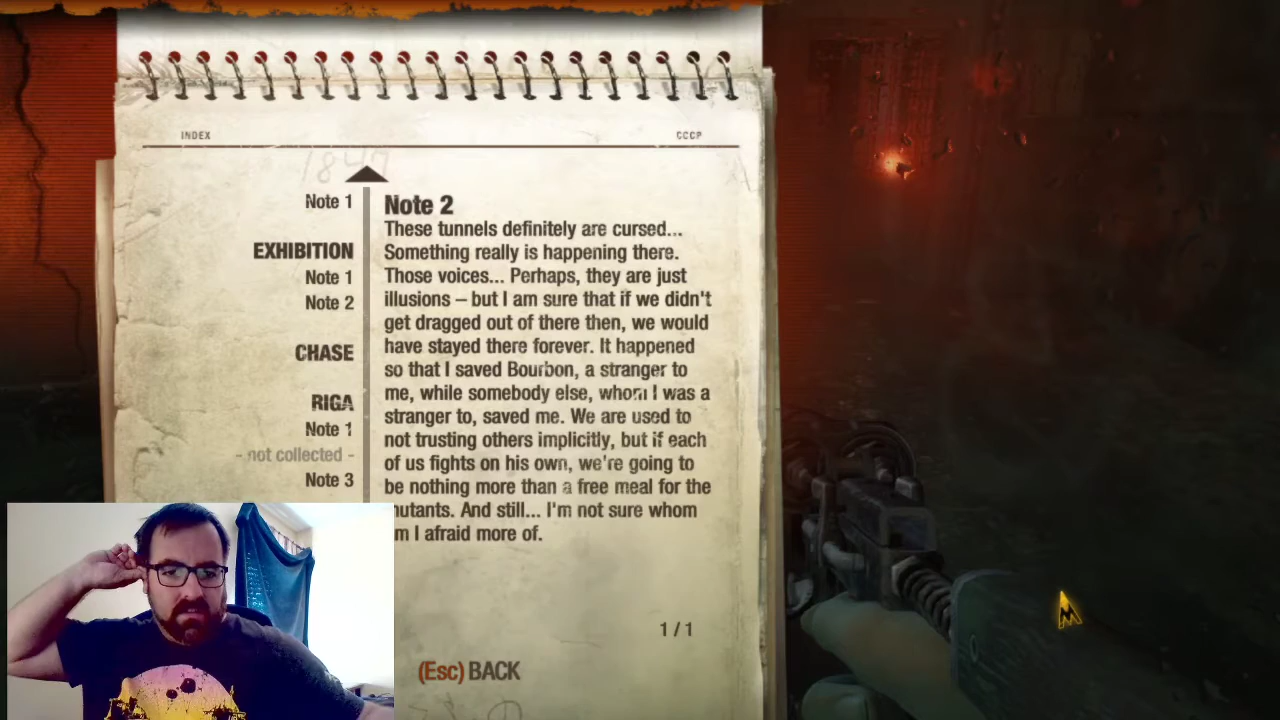 INDEX
CCCP
Note 1
EXHIBITION
Note 1
Note 2
CHASE
RIGA
Note 1
- not collected -
Note 3
Note 2
These tunnels definitely are cursed...
Something really is happening there.
Those voices... Perhaps, they are just
illusions – but I am sure that if we didn't
get dragged out of there then, we would
have stayed there forever. It happened
so that I saved Bourbon, a stranger to
me, while somebody else, whom I was a
stranger to, saved me. We are used to
not trusting others implicitly, but if each
of us fights on his own, we're going to
be nothing more than a free meal for the
mutants. And still... I'm not sure whom
m I afraid more of.
1 / 1
(Esc) BACK